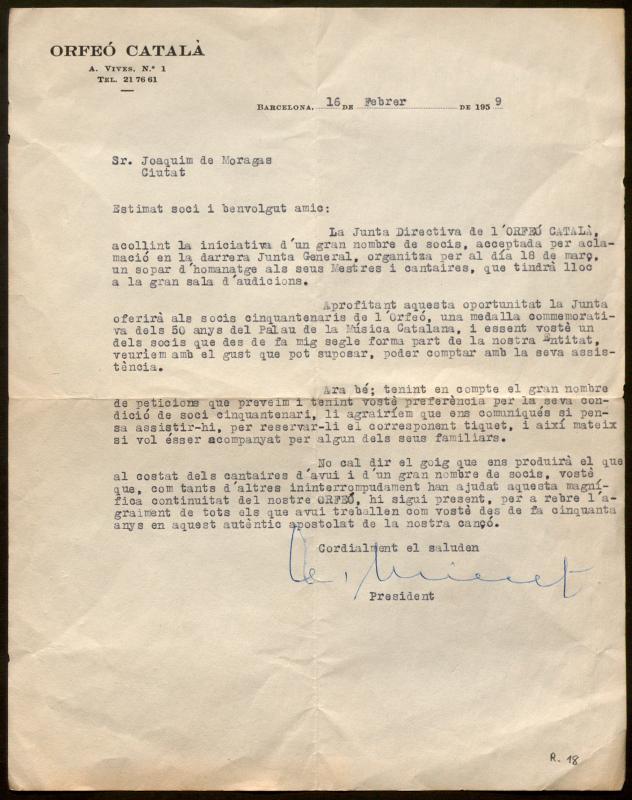 ORFEÓ CATALÀ
A. VIVES, N.º 1
TEL. 21 76 61
BARCELONA, 16 DE Febrer DE 1959
Sr. Joaquim de Moragas
Ciutat
Estimat soci i benvolgut amic:
La Junta Directiva de l'ORFEÓ CATALÀ,
acollint la iniciativa d'un gran nombre de socis, acceptada per acla-
mació en la darrera Junta General, organitza per al dia 18 de març,
un sopar d'homanatge als seus Mestres i cantaires, que tindrà lloc
a la gran sala d'audicions.
Aprofitant aquesta oportunitat la Junta
oferirà als socis cinquantenaris de l'Orfeó, una medalla commemorati-
va dels 50 anys del Palau de la Música Catalana, i essent vostè un
dels socis que des de fa mig segle forma part de la nostra Entitat,
veuriem amb el gust que pot suposar, poder comptar amb la seva assis-
tència.
Ara bé; tenint en compte el gran nombre
de peticions que preveim i tenint vostè preferència per la seva con-
dició de soci cinquantenari, li agrairíem que ens comuniqués si pen-
sa assistir-hi, per reservar-li el corresponent tiquet, i així mateix
si vol ésser acompanyat per algun dels seus familiars.
No cal dir el goig que ens produirà el que
al costat dels cantaires d'avui i d'un gran nombre de socis, vostè
que, com tants d'altres ininterrompudament han ajudat aquesta magní-
fica continuitat del nostre ORFEÓ, hi sigui present, per a rebre l'a-
graiment de tots els que avui treballen com vostè des de fa cinquanta
anys en aquest autèntic apostolat de la nostra cançó.
Cordialment el saluden
President
R. 18